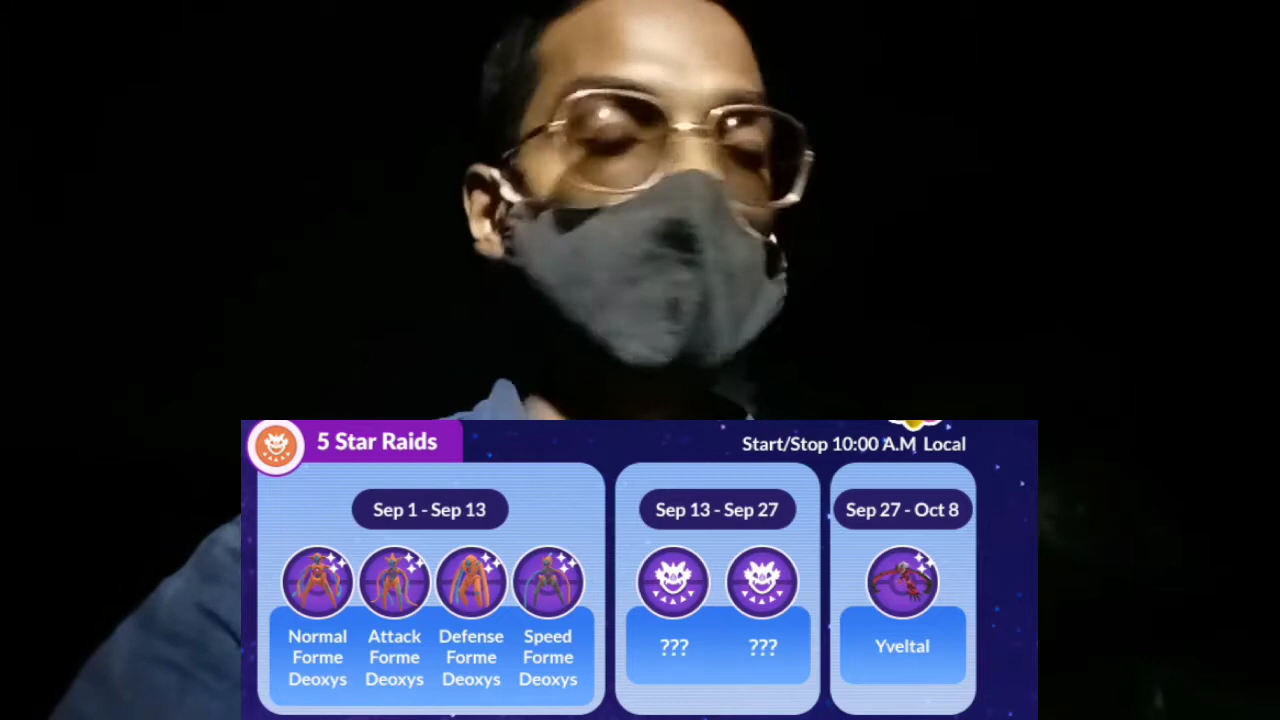 5 Star Raids
Start/Stop 10:00 A.M Local
Sep 1 - Sep 13
Sep 13 - Sep 27
Sep 27 - Oct 8
Normal
Forme
Deoxys
Attack
Forme
Deoxys
Defense
Forme
Deoxys
Speed
Forme
Deoxys
???
???
Yveltal